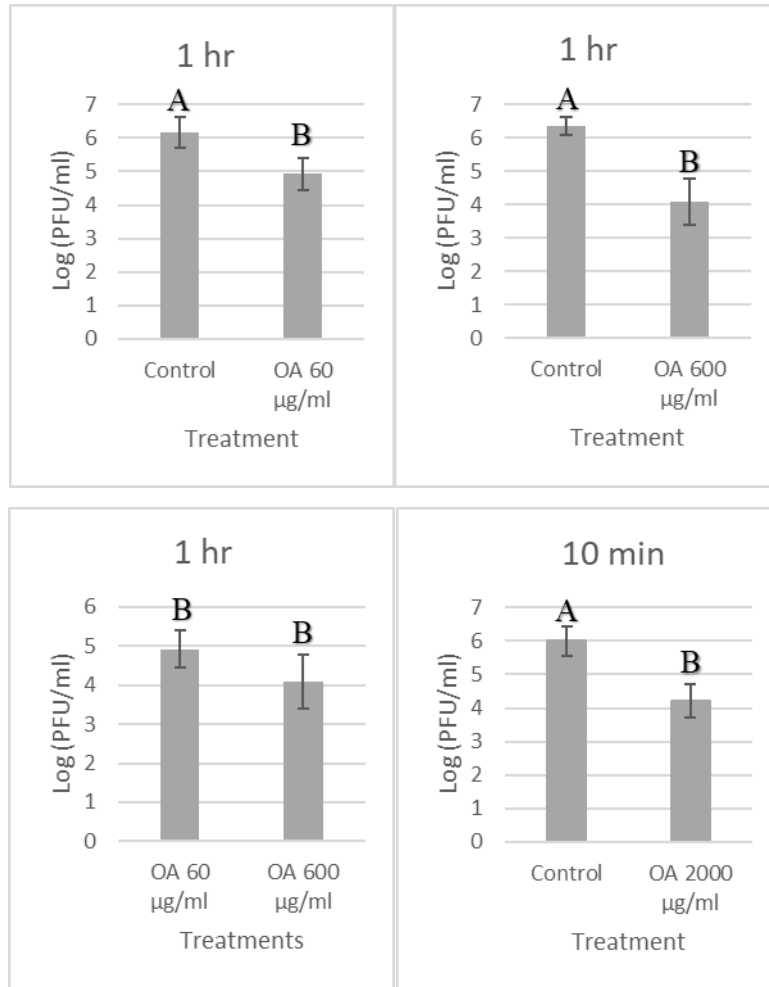 1 hr
7
6
5
4
3
2
1
0
Log (PFU/ml)
A
B
Control
OA 60
µg/ml
Treatment
1 hr
7
6
5
4
3
2
1
0
Log (PFU/ml)
A
B
Control
OA 600
µg/ml
Treatment
1 hr
6
5
4
3
2
1
0
Log (PFU/ml)
B
B
OA 60
µg/ml
OA 600
µg/ml
Treatments
10 min
7
6
5
4
3
2
1
0
Log (PFU/ml)
A
B
Control
OA 2000
µg/ml
Treatment